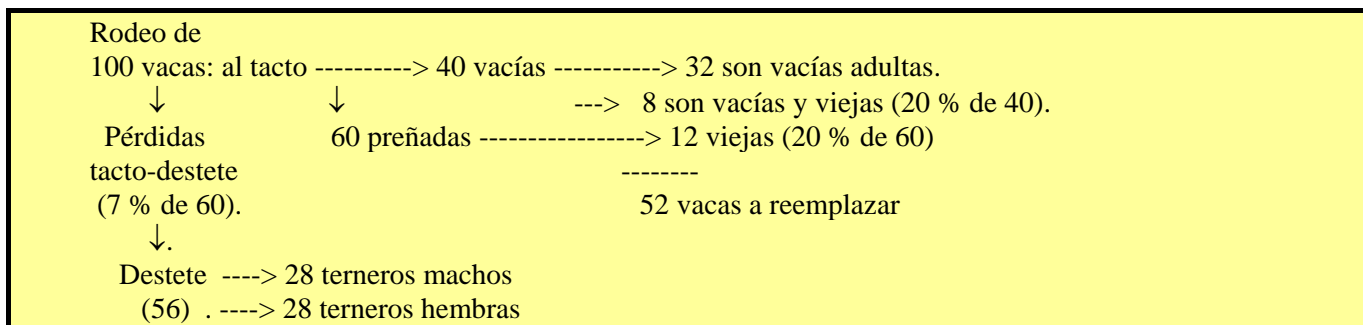 Rodeo de
100 vacas: al tacto ----------> 40 vacías -----------> 32 son vacías adultas.
↓ ↓ ---> 8 son vacías y viejas (20 % de 40).
Pérdidas 60 preñadas -----------------> 12 viejas (20 % de 60)
tacto-destete --------
(7 % de 60). 52 vacas a reemplazar
↓.
Destete ----> 28 terneros machos
(56) . ----> 28 terneros hembras